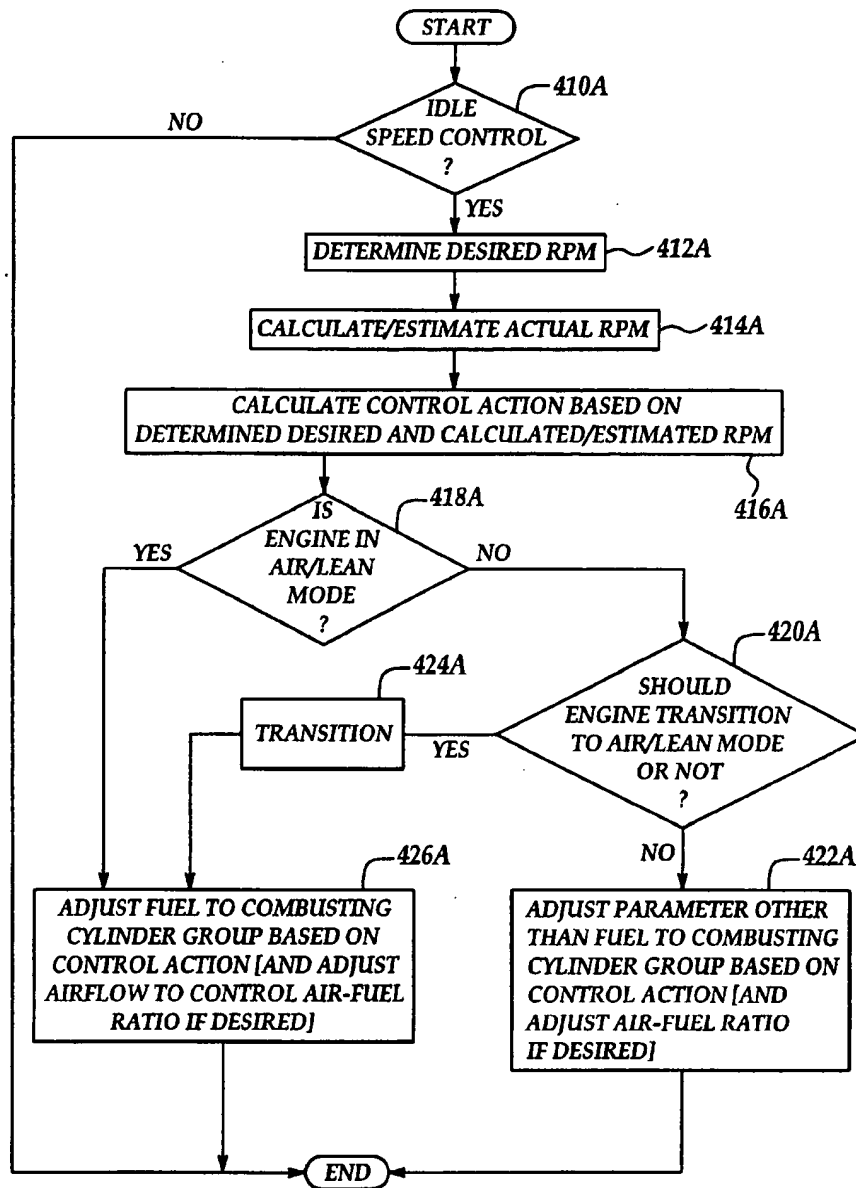 START
410A
IDLE
SPEED CONTROL
?
NO
YES
DETERMINE DESIRED RPM
412A
CALCULATE/ESTIMATE ACTUAL RPM
414A
CALCULATE CONTROL ACTION BASED ON
DETERMINED DESIRED AND CALCULATED/ESTIMATED RPM
416A
418A
IS
ENGINE IN
AIR/LEAN
MODE
?
YES
NO
420A
SHOULD
ENGINE TRANSITION
TO AIR/LEAN MODE
OR NOT
?
424A
TRANSITION
YES
NO
426A
ADJUST FUEL TO COMBUSTING
CYLINDER GROUP BASED ON
CONTROL ACTION [AND ADJUST
AIRFLOW TO CONTROL AIR-FUEL
RATIO IF DESIRED]
422A
ADJUST PARAMETER OTHER
THAN FUEL TO COMBUSTING
CYLINDER GROUP BASED ON
CONTROL ACTION [AND
ADJUST AIR-FUEL RATIO
IF DESIRED]
END